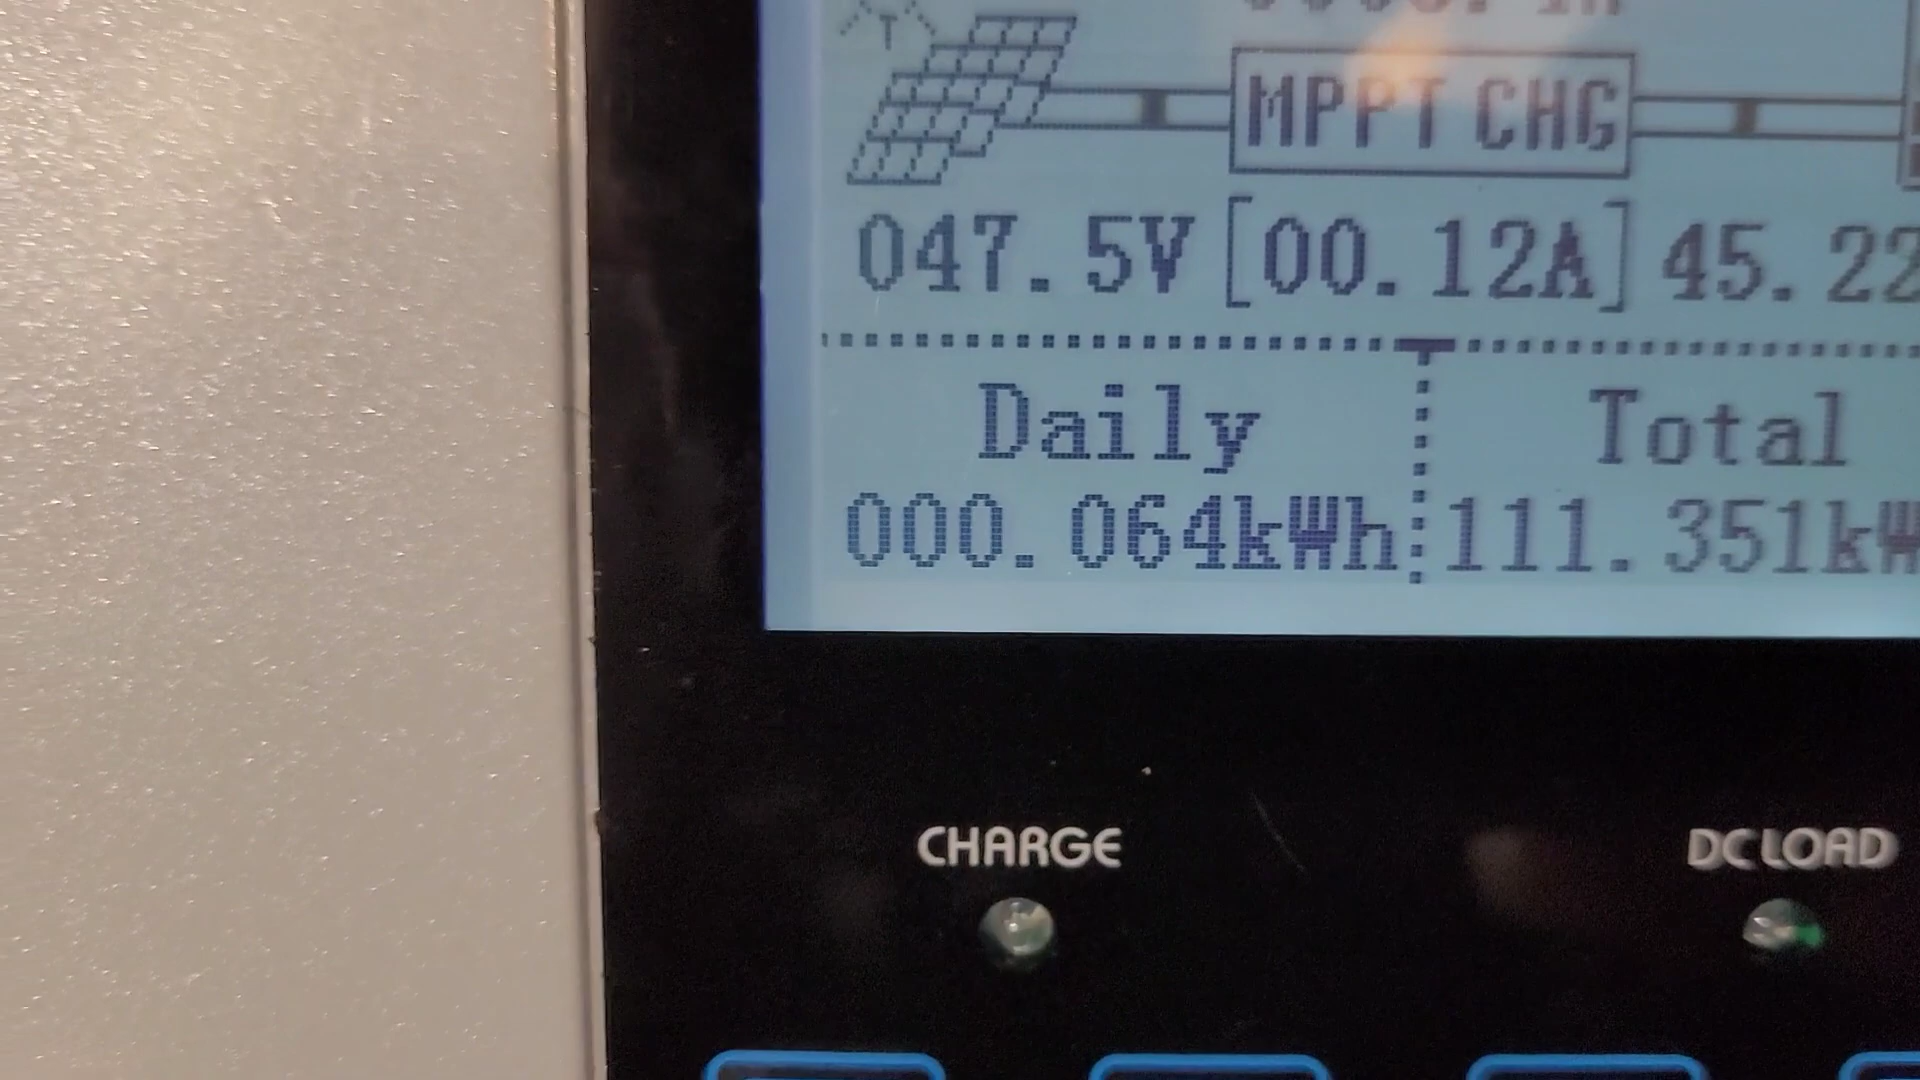 MPPT CHG
047.5V [00.12A] 45.22
Daily Total
000.064kWh 111.351kW
CHARGE DC LOAD